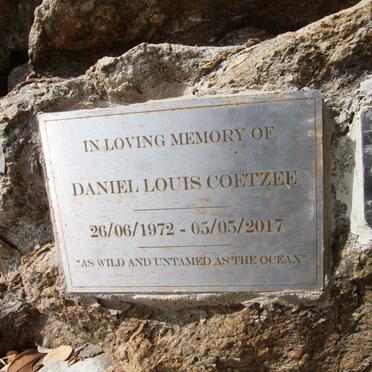 IN LOVING MEMORY OF
DANIEL LOUIS COETZEE
26/06/1972 - 05/05/2017
"AS WILD AND UNTAMED AS THE OCEAN"